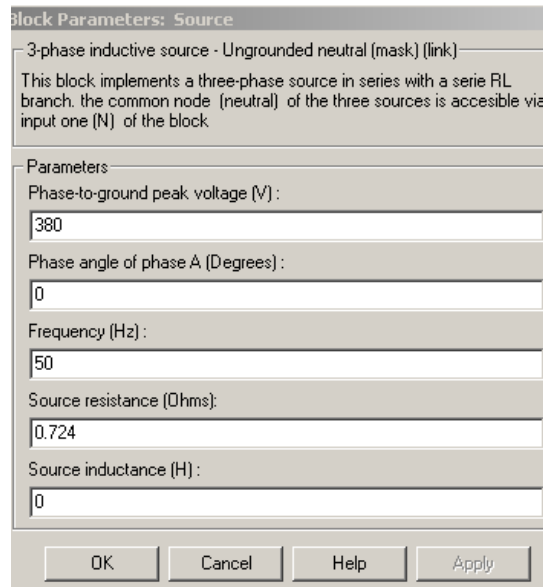 Block Parameters: Source
3-phase inductive source - Ungrounded neutral (mask) (link)
This block implements a three-phase source in series with a serie RL
branch. the common node (neutral) of the three sources is accesible via
input one (N) of the block
Parameters
Phase-to-ground peak voltage (V) :
380
Phase angle of phase A (Degrees) :
0
Frequency (Hz) :
50
Source resistance (Ohms):
0.724
Source inductance (H) :
0
OK Cancel Help Apply